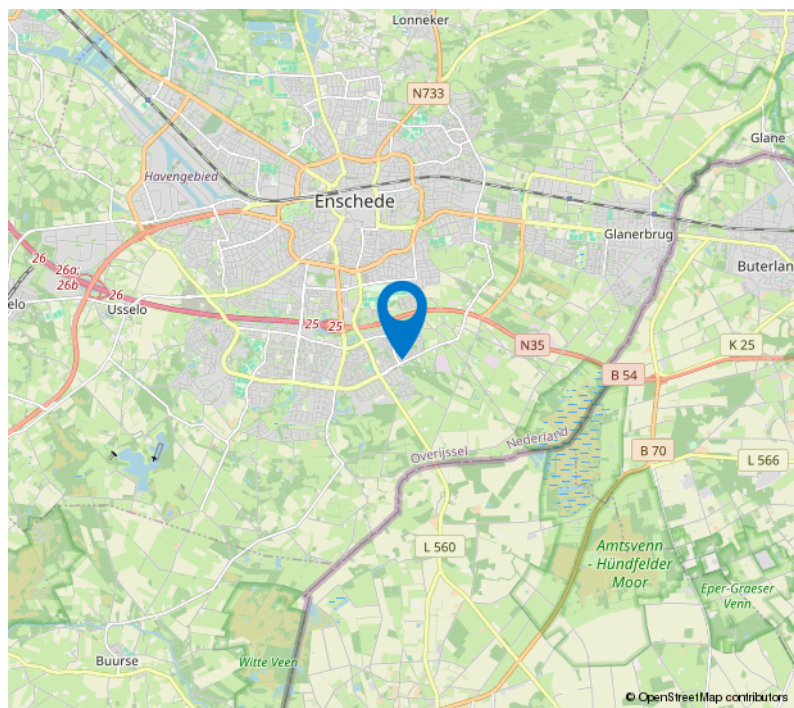 Lonneker
N733
Glane
Havengebied
Enschede
Glanerbrug
26
26a;
26b
26
elo
Usselo
Buterlan
25
25
N35
K 25
B 54
Nederland
Overijssel
B 70
L 566
L 560
Amtsvenn
- Hündfelder
Moor
Eper-Graeser
Venn
Buurse
Witte Veen
© OpenStreetMap contributors